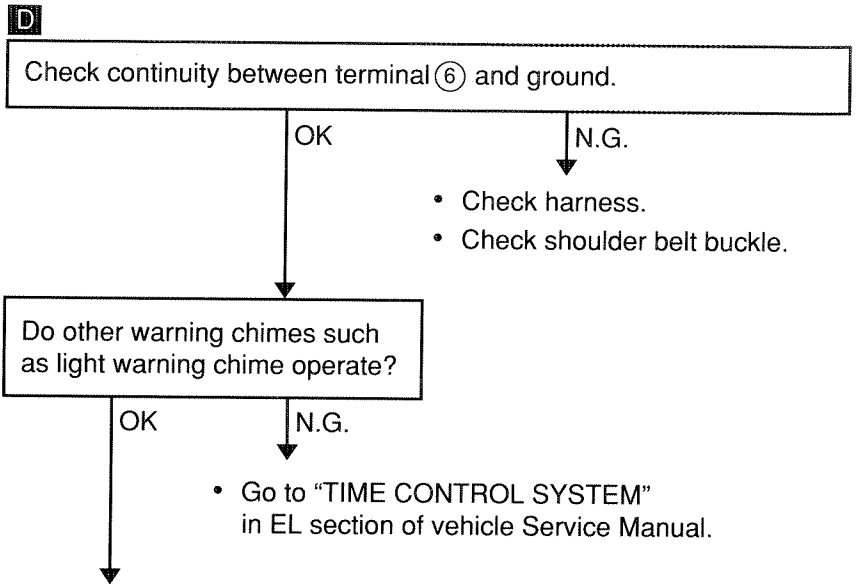 D
Check continuity between terminal ⑥ and ground.
OK
N.G.
• Check harness.
• Check shoulder belt buckle.
Do other warning chimes such
as light warning chime operate?
OK
N.G.
• Go to “TIME CONTROL SYSTEM”
in EL section of vehicle Service Manual.